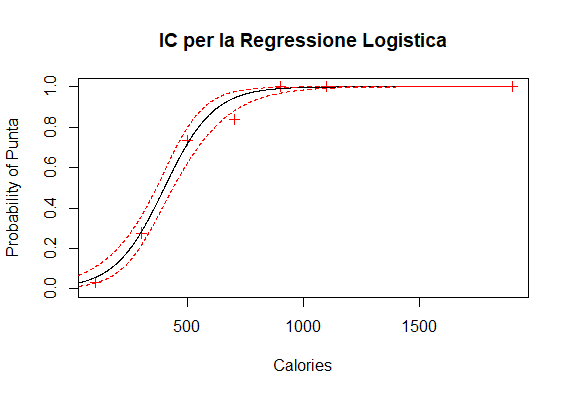 IC per la Regressione Logistica
Probability of Punta
0.0 0.2 0.4 0.6 0.8 1.0
500 1000 1500
Calories